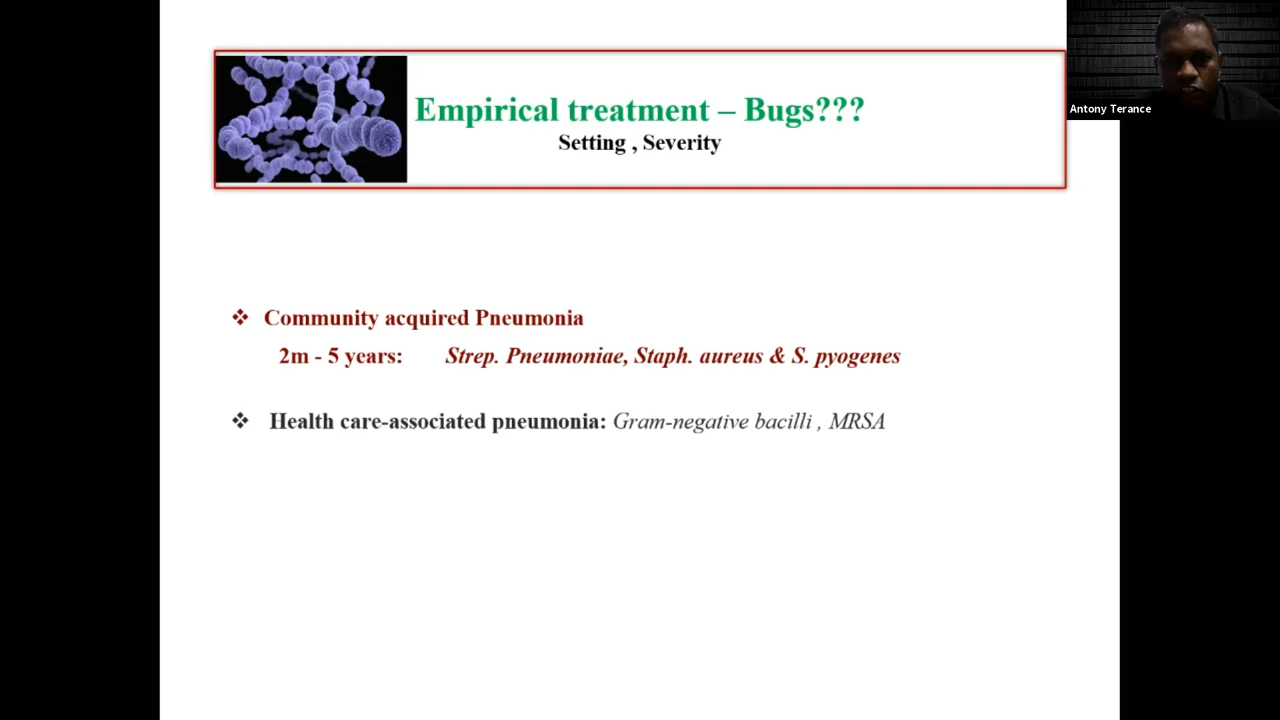 Empirical treatment – Bugs???
Setting , Severity
Antony Terance
❖ Community acquired Pneumonia
2m - 5 years: Strep. Pneumoniae, Staph. aureus & S. pyogenes
❖ Health care-associated pneumonia: Gram-negative bacilli , MRSA